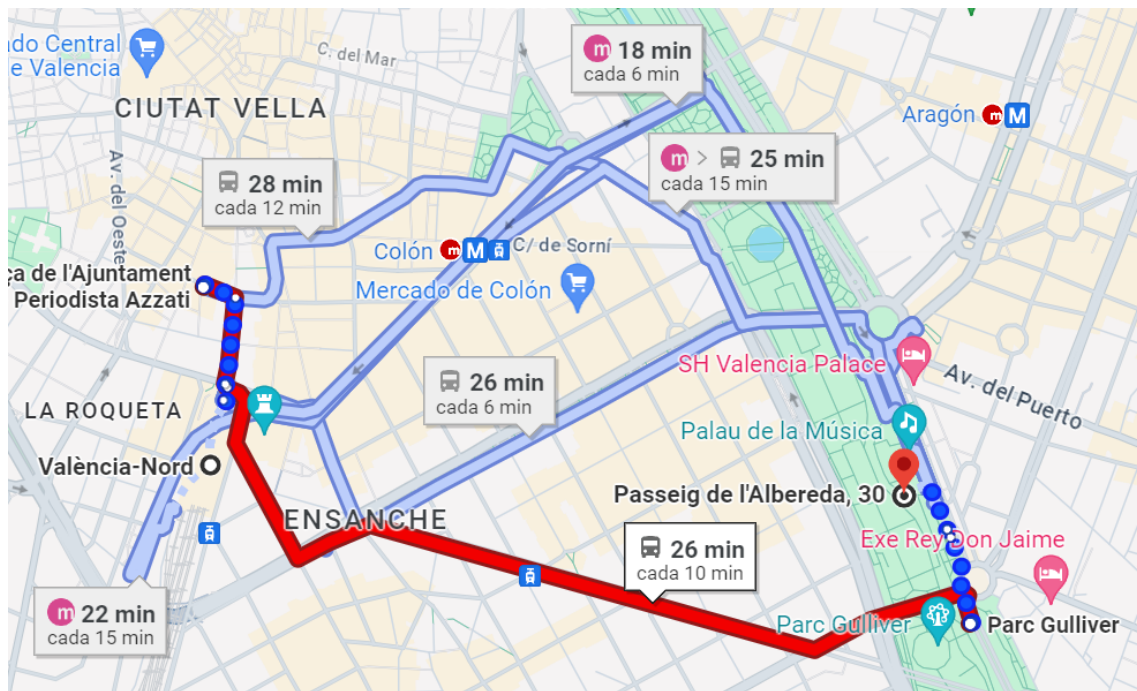 do Central
e Valencia
C. del Mar
m 18 min
cada 6 min
CIUTAT VELLA
Aragón m M
Av. del Oeste
m > 25 min
cada 15 min
28 min
cada 12 min
Colón m M
C/ de Sorní
ça de l'Ajuntament
Periodista Azzati
Mercado de Colón
SH Valencia Palace
26 min
cada 6 min
Av. del Puerto
LA ROQUETA
Palau de la Música
València-Nord
Passeig de l'Albereda, 30
ENSANCHE
Exe Rey Don Jaime
26 min
cada 10 min
m 22 min
cada 15 min
Parc Gulliver
Parc Gulliver